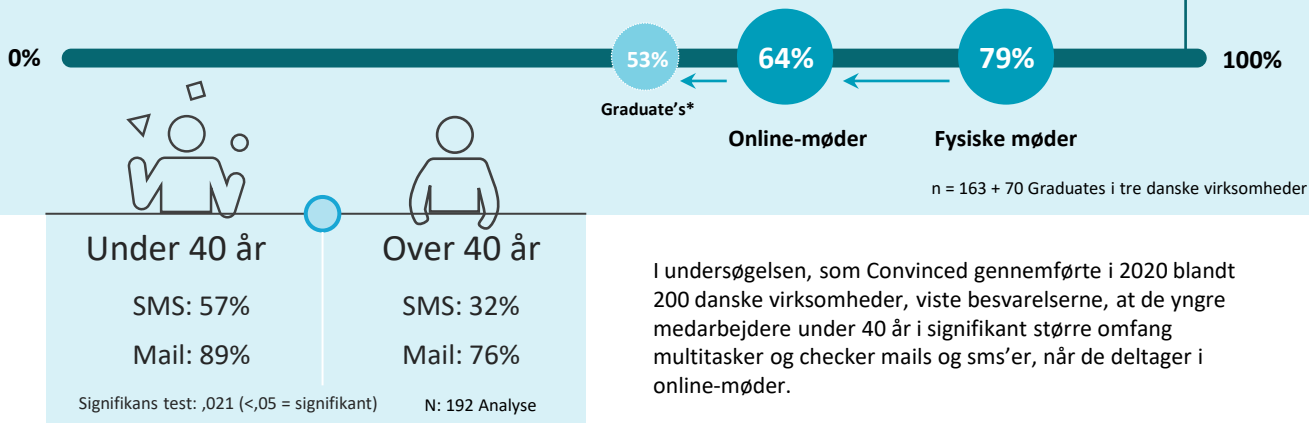 0%
53%
64%
79%
100%
Graduate's*
Online-møder
Fysiske møder
n = 163 + 70 Graduates i tre danske virksomheder
Under 40 år
SMS: 57%
Mail: 89%
Over 40 år
SMS: 32%
Mail: 76%
Signifikans test: ,021 (<,05 = signifikant)
N: 192 Analyse
I undersøgelsen, som Convinced gennemførte i 2020 blandt
200 danske virksomheder, viste besvarelserne, at de yngre
medarbejdere under 40 år i signifikant større omfang
multitasker og checker mails og sms'er, når de deltager i
online-møder.